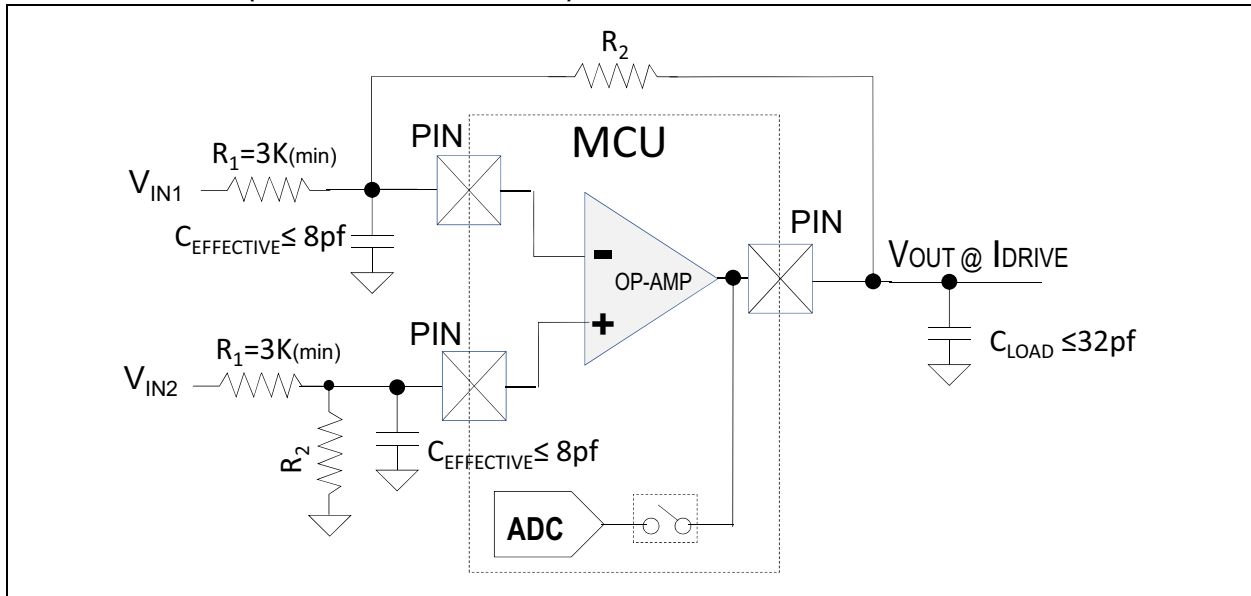 R2
PIN
MCU
R1=3K(min)
VIN1
PIN
CEFFECTIVE≤ 8pf
-
OP-AMP
VOUT @ IDRIVE
+
PIN
R1=3K(min)
CLOAD ≤32pf
VIN2
R2
CEFFECTIVE≤ 8pf
ADC